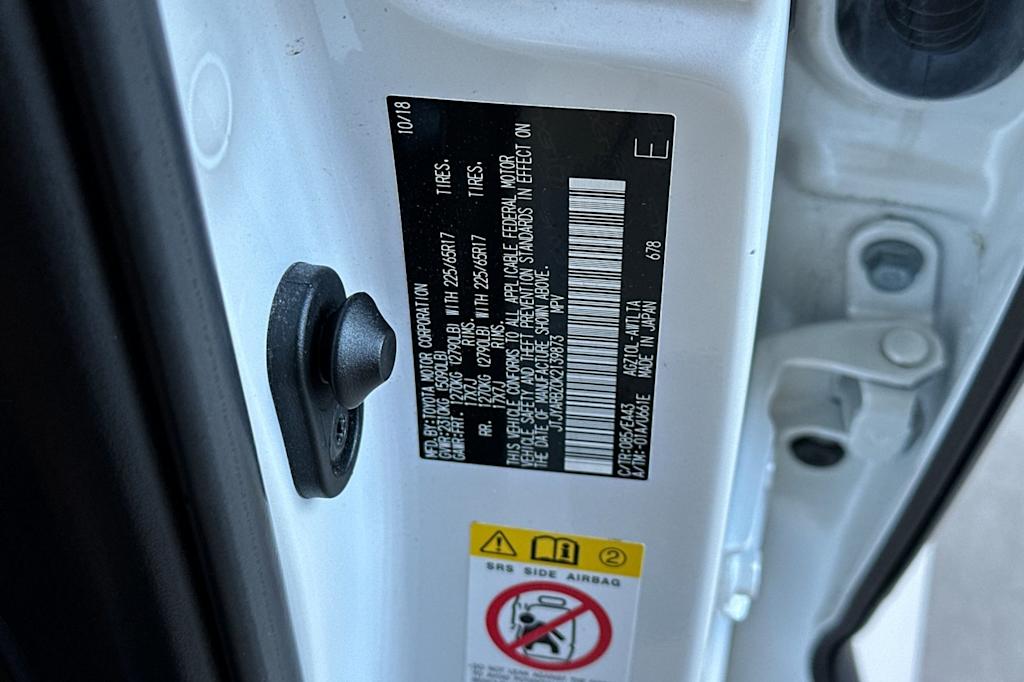 10/18
MFD.BY:TOYOTA MOTOR CORPORATION
GVWR:2310KG (5090LB)
GAWR:FRT. 1270KG (2790LB) WITH 225/65R17 TIRES.
17X7J RIMS.
RR. 1270KG (2790LB) WITH 225/65R17 TIRES.
17X7J RIMS.
THIS VEHICLE CONFORMS TO ALL APPLICABLE FEDERAL MOTOR
VEHICLE SAFETY AND THEFT PREVENTION STANDARDS IN EFFECT ON
THE DATE OF MANUFACTURE SHOWN ABOVE.
MPV
C/TR:085/EA43 AGZ10L-AWTLTA 678 E
A/TM:-01A/U661E MADE IN JAPAN
2
SRS SIDE AIRBAG